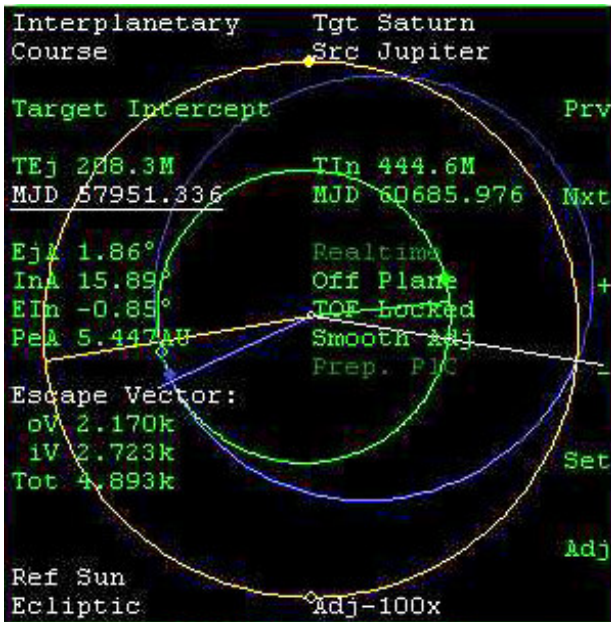 Interplanetary Tgt Saturn
Course Src Jupiter
Target Intercept Prv
TEj 208.3M TIn 444.6M
MJD 57951.336 MJD 60685.976 Nxt
EjA 1.86° Realtime
InA 15.89° Off Plane +
EIn -0.85° TOF Locked
PeA 5.447AU Smooth Adj
Prep. PIC -
Escape Vector:
oV 2.170k
iV 2.723k Set
Tot 4.893k
Adj
Ref Sun
Ecliptic Adj-100x